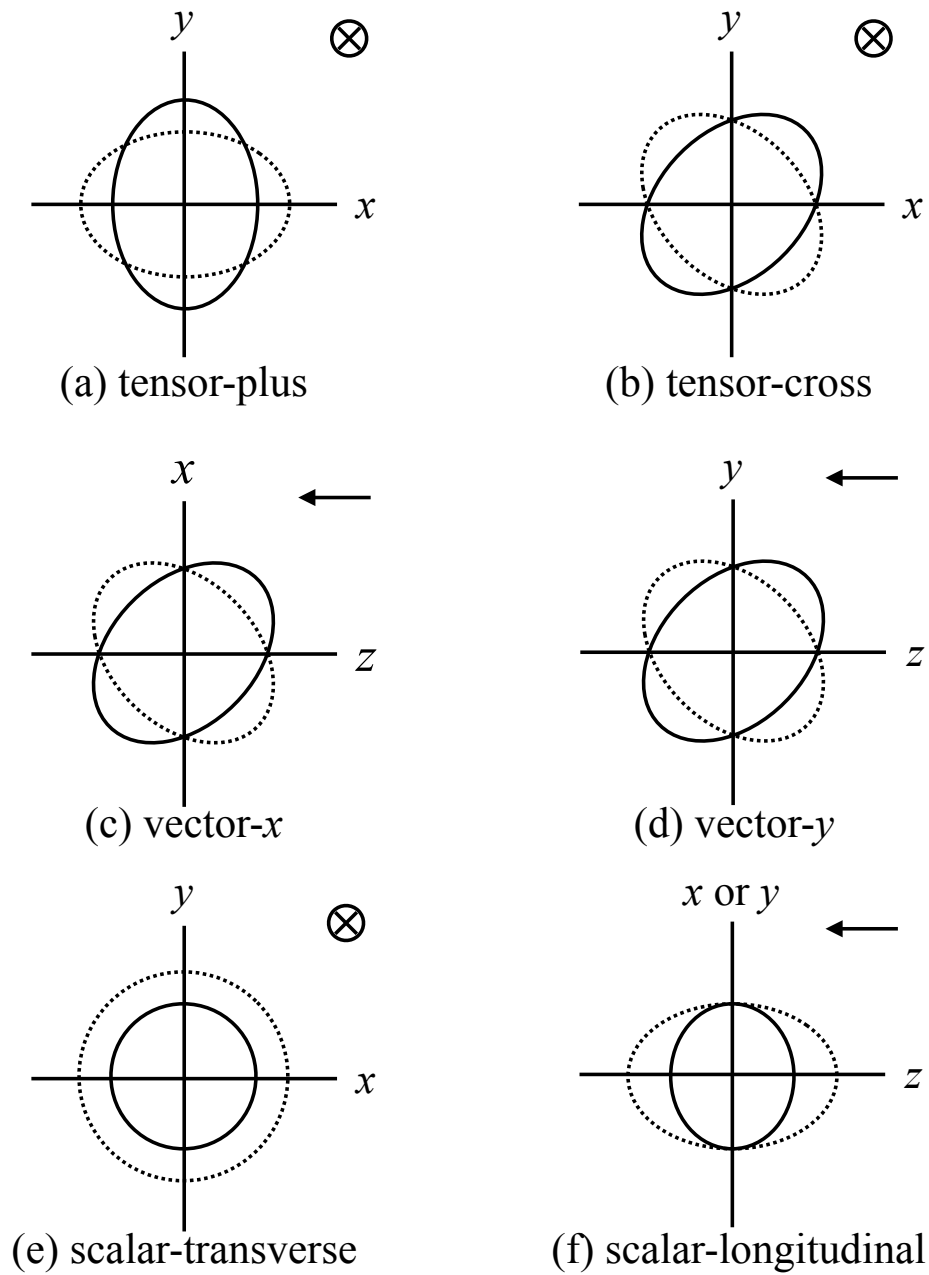 y
x
(a) tensor-plus
y
x
(b) tensor-cross
x
z
(c) vector-x
y
z
(d) vector-y
y
x
(e) scalar-transverse
x or y
z
(f) scalar-longitudinal